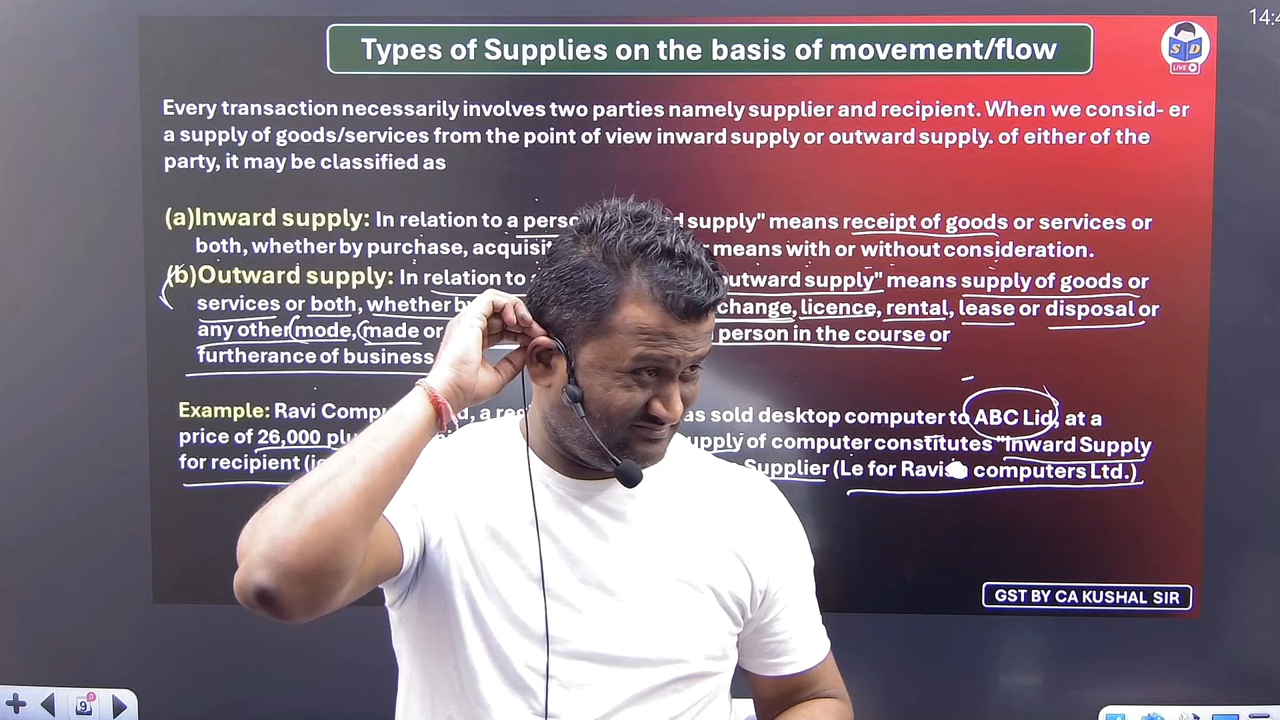 14:4
Types of Supplies on the basis of movement/flow
S D
LIVE
Every transaction necessarily involves two parties namely supplier and recipient. When we consid- er
a supply of goods/services from the point of view inward supply or outward supply. of either of the
party, it may be classified as
(a)Inward supply: In relation to a supply" means receipt of goods or services or
both, whether by purchase, means with or without consideration.
(b)Outward supply: In relation to outward supply" means supply of goods or
services or both, whether change, licence, rental, lease or disposal or
any other mode, made or person in the course or
furtherance of business
Example: Ravi a as sold desktop computer to ABC Lid, at a
price of 26,000 of computer constitutes "Inward Supply
for recipient Supplier (Le for computers Ltd.)
GST BY CA KUSHAL SIR
9
0